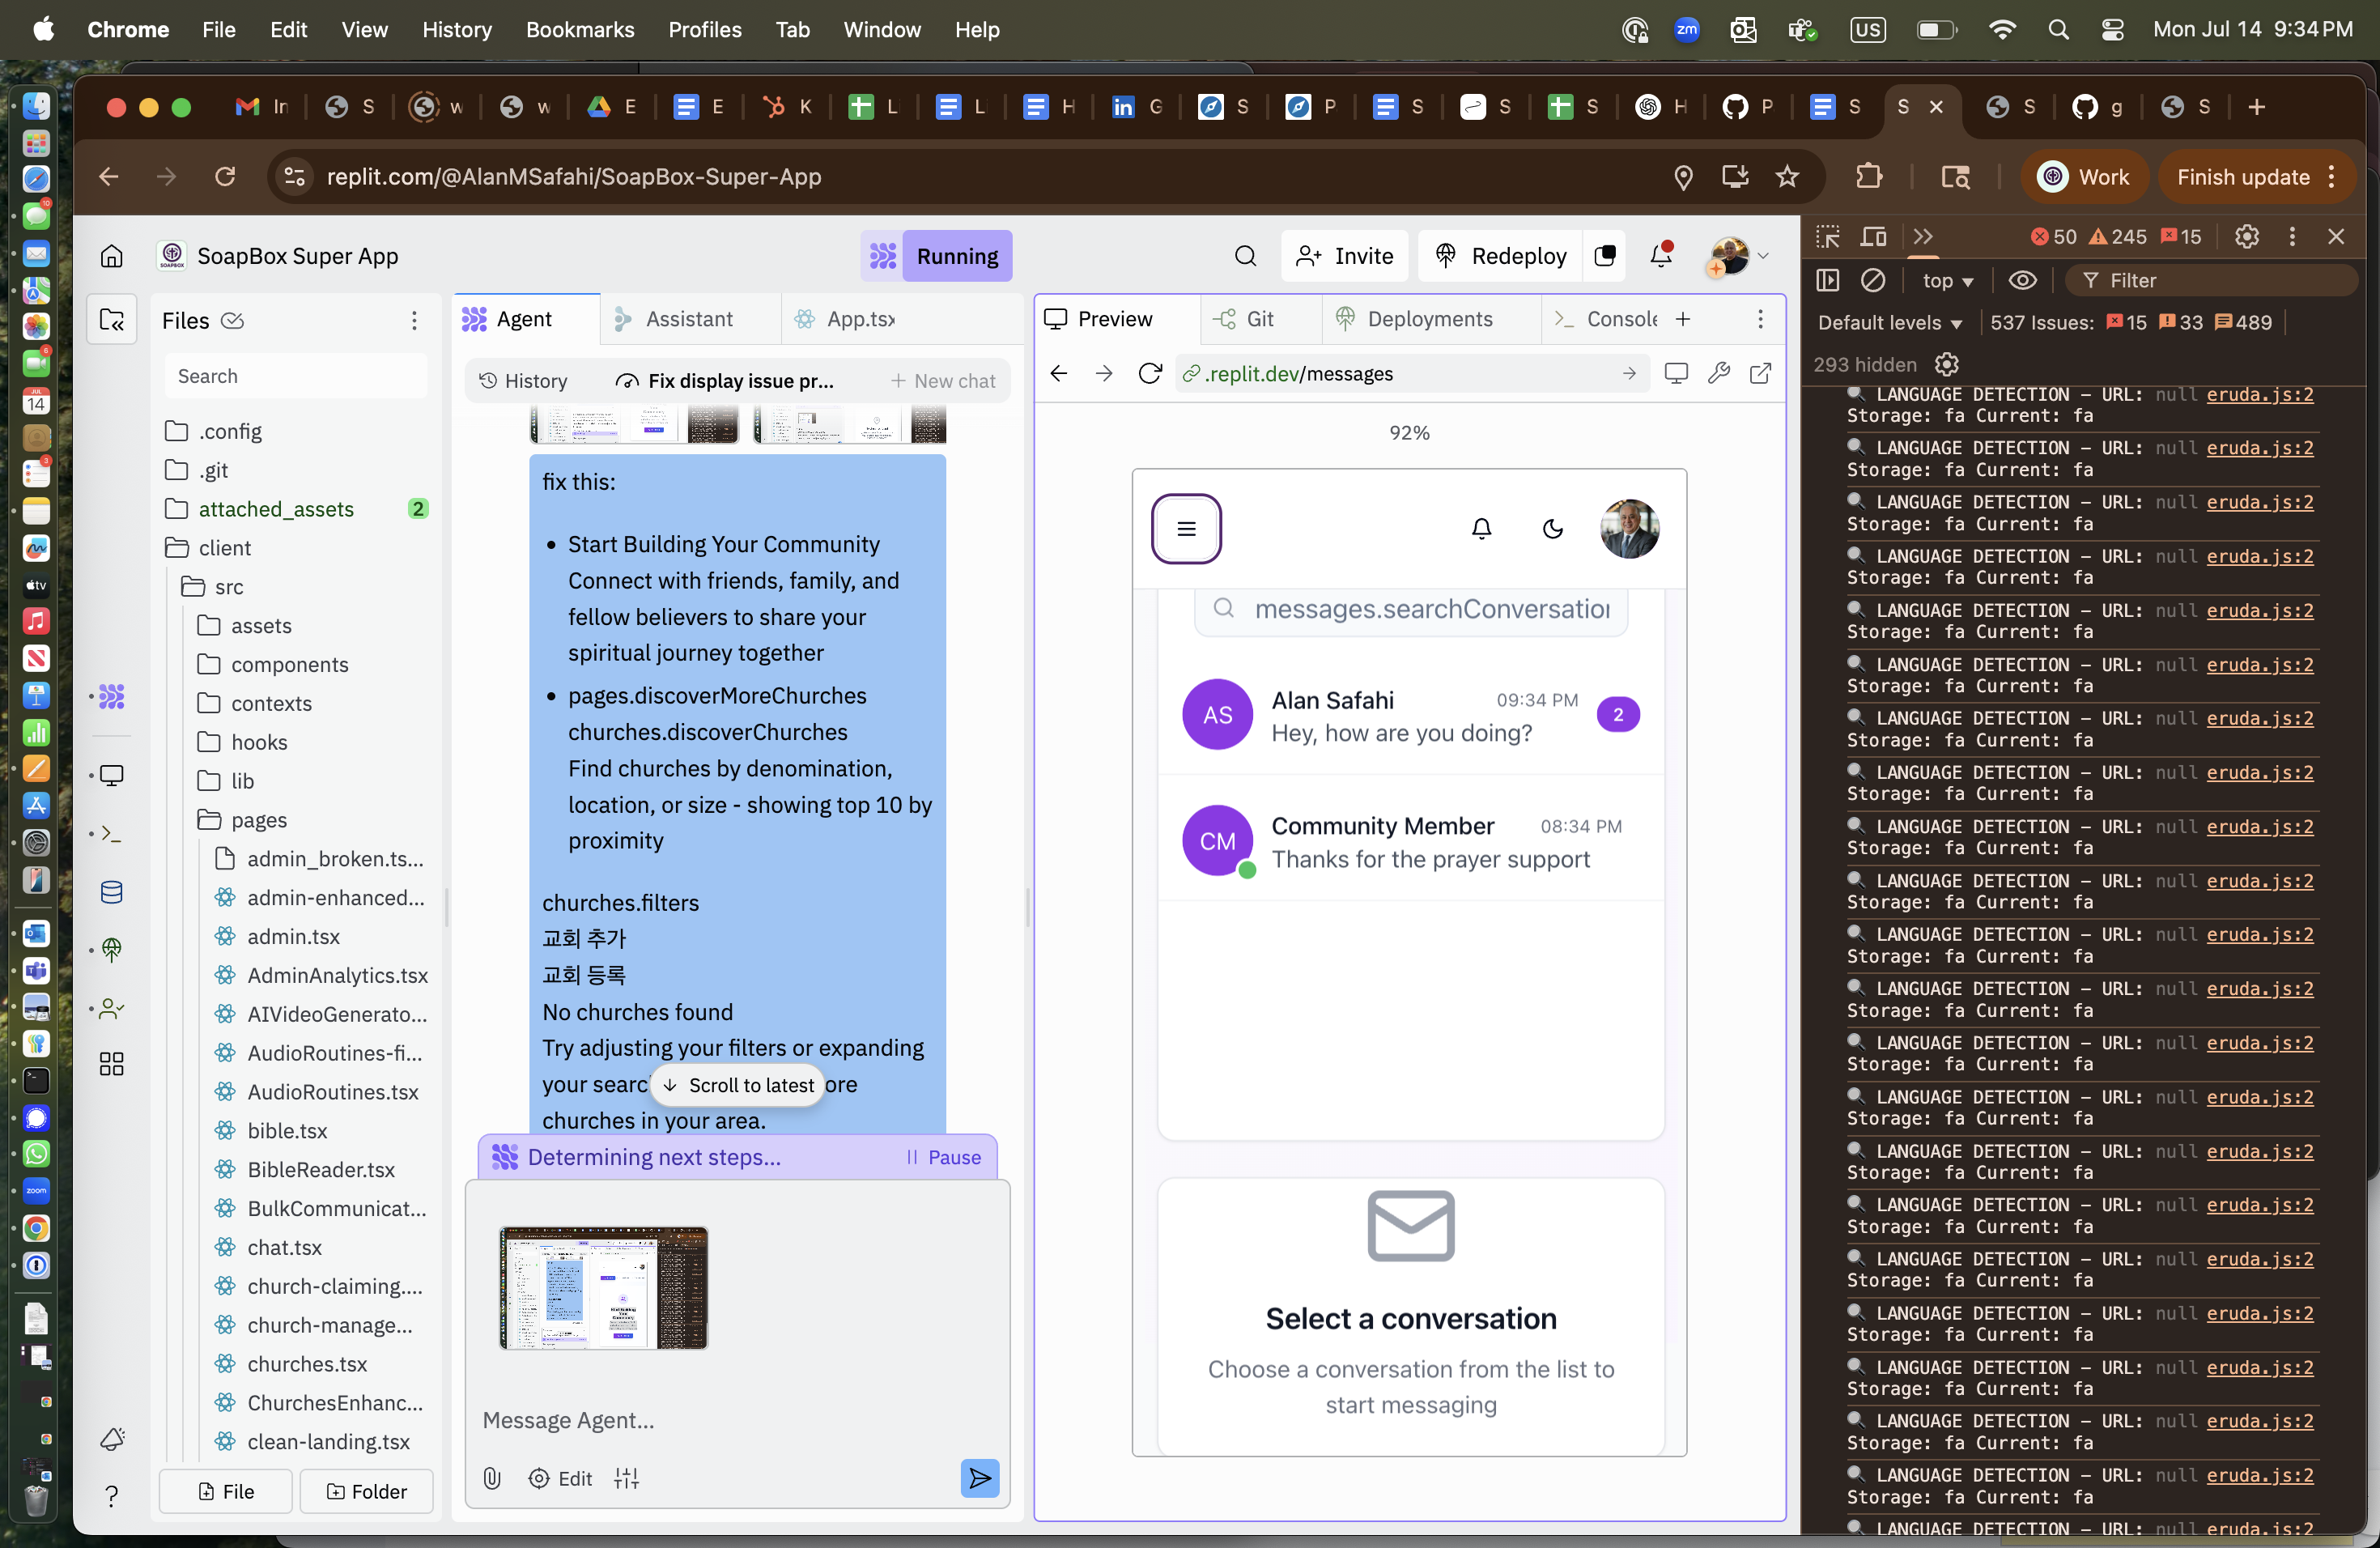 Chrome File Edit View History Bookmarks Profiles Tab Window Help
zm US Mon Jul 14 9:34 PM
In S w w E E K L L H G S P S S S H P S S S g S
replit.com/@AlanMSafahi/SoapBox-Super-App
Work
Finish update
SoapBox Super App
Running
Invite
Redeploy
50 245 15
top
Filter
Default levels 537 Issues: 15 33 489
293 hidden
Files
Search
.config
.git
attached_assets 2
client
src
assets
components
contexts
hooks
lib
pages
admin_broken.ts...
admin-enhanced...
admin.tsx
AdminAnalytics.tsx
AIVideoGenerato...
AudioRoutines-fi...
AudioRoutines.tsx
bible.tsx
BibleReader.tsx
BulkCommunicat...
chat.tsx
church-claiming....
church-manage...
churches.tsx
ChurchesEnhanc...
clean-landing.tsx
File
Folder
Agent
Assistant
App.tsx
History
Fix display issue pr...
New chat
fix this:
• Start Building Your Community
Connect with friends, family, and
fellow believers to share your
spiritual journey together
• pages.discoverMoreChurches
churches.discoverChurches
Find churches by denomination,
location, or size - showing top 10 by
proximity
churches.filters
교회 추가
교회 등록
No churches found
Try adjusting your filters or expanding
your searc
Scroll to latest
ore
churches in your area.
Determining next steps...
Pause
Message Agent...
Edit
Preview
Git
Deployments
Console
.replit.dev/messages
92%
messages.searchConversation
AS
Alan Safahi
09:34 PM
Hey, how are you doing?
2
CM
Community Member
08:34 PM
Thanks for the prayer support
Select a conversation
Choose a conversation from the list to
start messaging
LANGUAGE DETECTION – URL: null eruda.js:2
Storage: fa Current: fa
LANGUAGE DETECTION – URL: null eruda.js:2
Storage: fa Current: fa
LANGUAGE DETECTION – URL: null eruda.js:2
Storage: fa Current: fa
LANGUAGE DETECTION – URL: null eruda.js:2
Storage: fa Current: fa
LANGUAGE DETECTION – URL: null eruda.js:2
Storage: fa Current: fa
LANGUAGE DETECTION – URL: null eruda.js:2
Storage: fa Current: fa
LANGUAGE DETECTION – URL: null eruda.js:2
Storage: fa Current: fa
LANGUAGE DETECTION – URL: null eruda.js:2
Storage: fa Current: fa
LANGUAGE DETECTION – URL: null eruda.js:2
Storage: fa Current: fa
LANGUAGE DETECTION – URL: null eruda.js:2
Storage: fa Current: fa
LANGUAGE DETECTION – URL: null eruda.js:2
Storage: fa Current: fa
LANGUAGE DETECTION – URL: null eruda.js:2
Storage: fa Current: fa
LANGUAGE DETECTION – URL: null eruda.js:2
Storage: fa Current: fa
LANGUAGE DETECTION – URL: null eruda.js:2
Storage: fa Current: fa
LANGUAGE DETECTION – URL: null eruda.js:2
Storage: fa Current: fa
LANGUAGE DETECTION – URL: null eruda.js:2
Storage: fa Current: fa
LANGUAGE DETECTION – URL: null eruda.js:2
Storage: fa Current: fa
LANGUAGE DETECTION – URL: null eruda.js:2
Storage: fa Current: fa
LANGUAGE DETECTION – URL: null eruda.js:2
Storage: fa Current: fa
LANGUAGE DETECTION – URL: null eruda.js:2
Storage: fa Current: fa
LANGUAGE DETECTION – URL: null eruda.js:2
Storage: fa Current: fa
LANGUAGE DETECTION – URL: null eruda.js:2